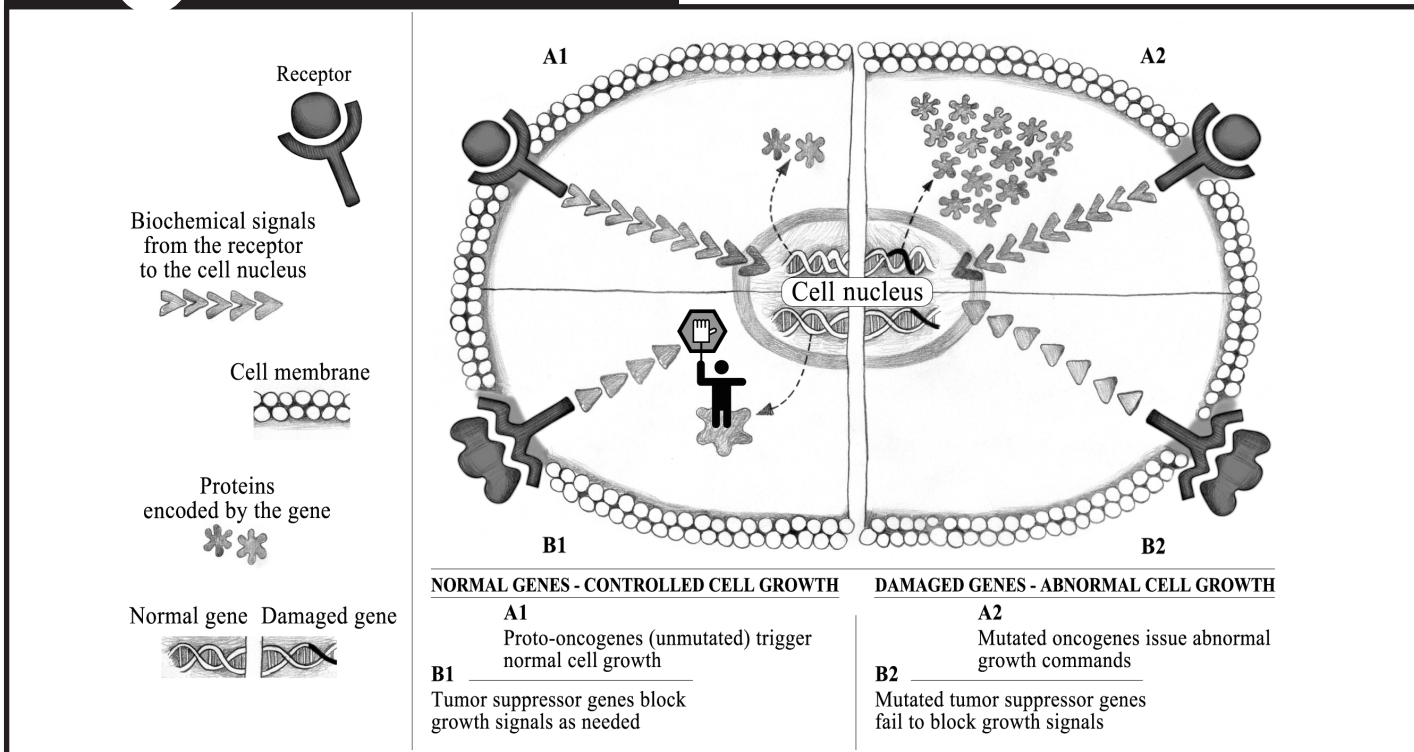 Receptor
Biochemical signals
from the receptor
to the cell nucleus
Cell membrane
Proteins
encoded by the gene
Normal gene
Damaged gene
A1
A2
Cell nucleus
B1
B2
NORMAL GENES - CONTROLLED CELL GROWTH
A1
Proto-oncogenes (unmutated) trigger
normal cell growth
B1
Tumor suppressor genes block
growth signals as needed
DAMAGED GENES - ABNORMAL CELL GROWTH
A2
Mutated oncogenes issue abnormal
growth commands
B2
Mutated tumor suppressor genes
fail to block growth signals